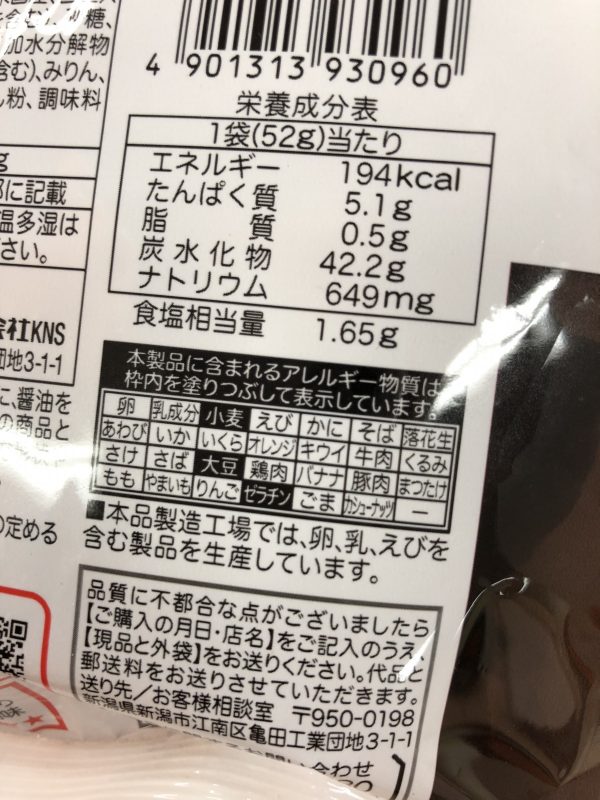 糖、
加水分解物
含む)、みりん、
粉、調味料
g
部に記載
温多湿は
さい。
会社KNS
団地3-1-1
に、醤油を
の商品と
の定める
4 901313 930960
栄養成分表
1袋(52g)当たり
エネルギー 194kcal
たんぱく質 5.1g
脂質 0.5g
炭水化物 42.2g
ナトリウム 649mg
食塩相当量 1.65g
本製品に含まれるアレルギー物質は
枠内を塗りつぶして表示しています。
卵 乳成分 小麦 えび かに そば 落花生
あわび いか いくら オレンジ キウイ 牛肉 くるみ
さけ さば 大豆 鶏肉 バナナ 豚肉 まつたけ
もも やまいも りんご ゼラチン ごま カシューナッツ ー
■本品製造工場では、卵、乳、えびを
含む製品を生産しています。
品質に不都合な点がございましたら
【ご購入の月日・店名】をご記入のうえ、
【現品と外袋】をお送りください。代品と
郵送料をお送りさせていただきます。
送り先/お客様相談室 〒950-0198
新潟県新潟市江南区亀田工業団地3-1-1
い合わせ